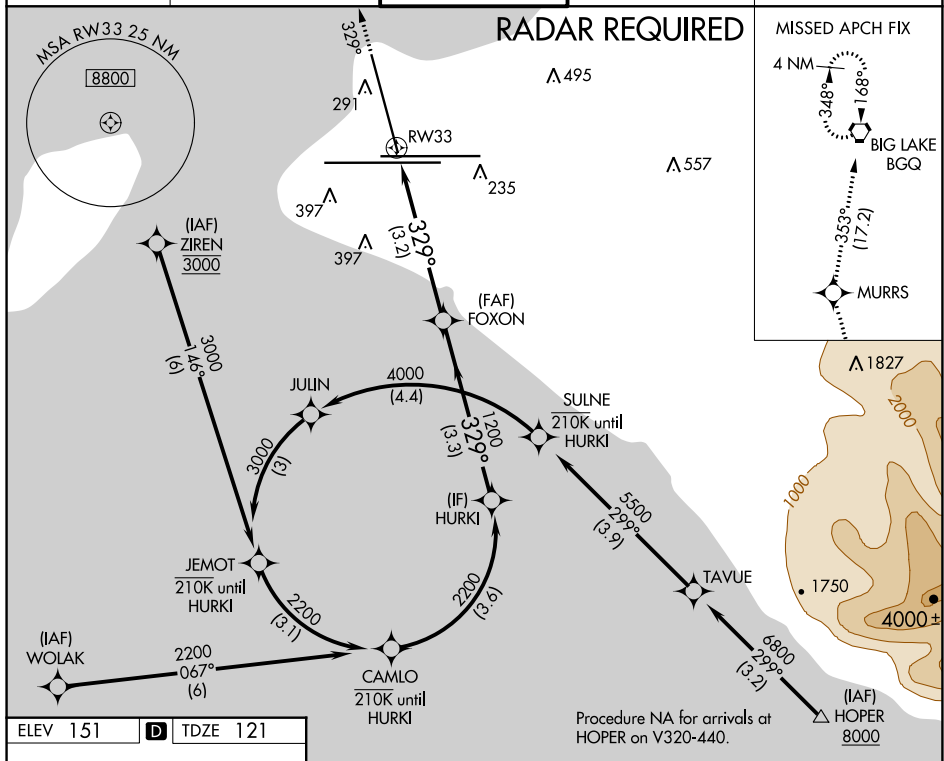 RADAR REQUIRED
MSA RW33 25 NM
8800
329°
291
495
RW33
235
557
397
397
MISSED APCH FIX
4 NM
348°
168°
BIG LAKE
BGQ
353°
(17.2)
MURRS
(IAF)
ZIREN
3000
329°
(3.2)
(FAF)
FOXON
3000
146°
(6)
JULIN
4000
(4.4)
SULNE
210K until
HURKI
1827
2000
1000
3000
(3)
1200
329°
(3.3)
(IF)
HURKI
5500
299°
(3.9)
JEMOT
210K until
HURKI
TAVUE
1750
4000±
2200
(3.1)
2200
(3.6)
(IAF)
WOLAK
2200
067°
(6)
CAMLO
210K until
HURKI
6800
299°
(3.2)
(IAF)
HOPER
8000
Procedure NA for arrivals at
HOPER on V320-440.
ELEV 151 D TDZE 121